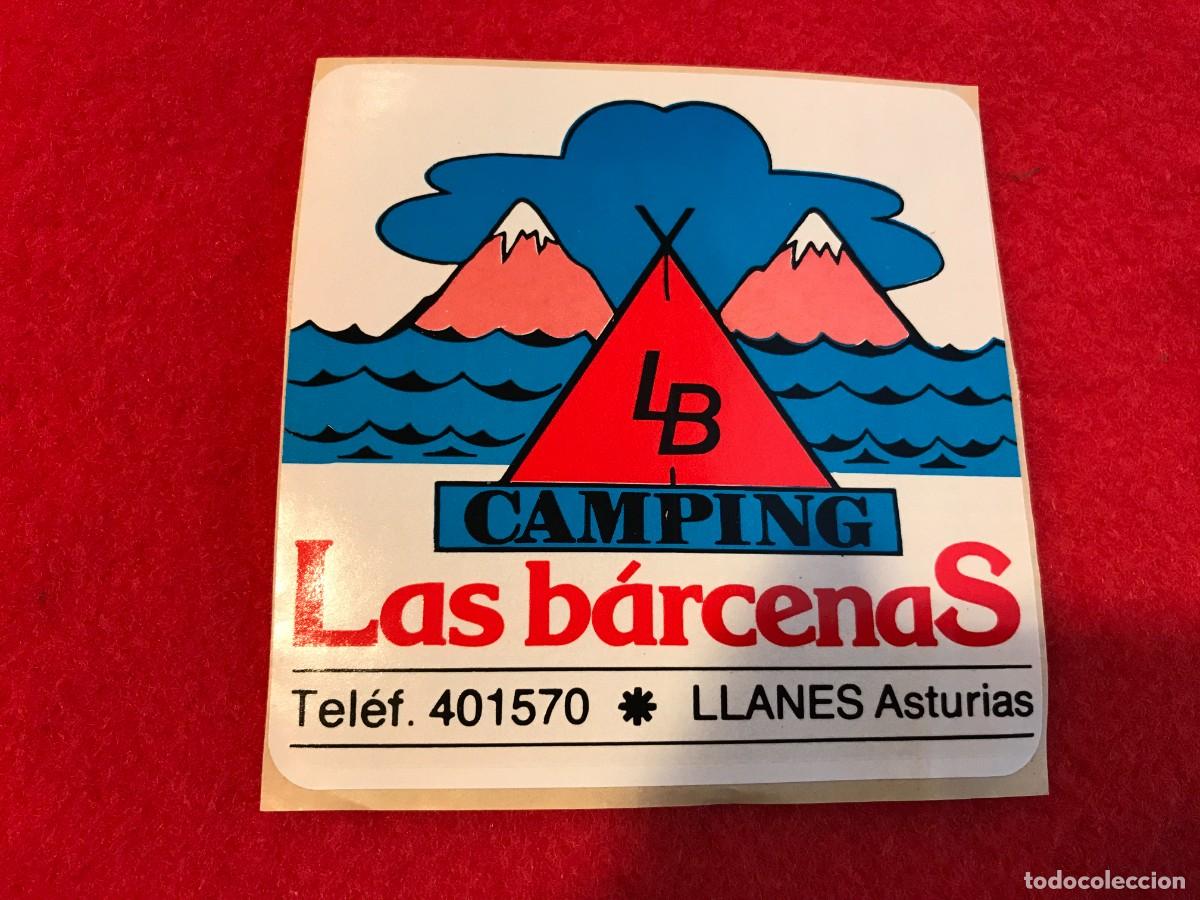 LB
CAMPING
Las bárcenaS
Teléf. 401570 * LLANES Asturias
todocoleccion